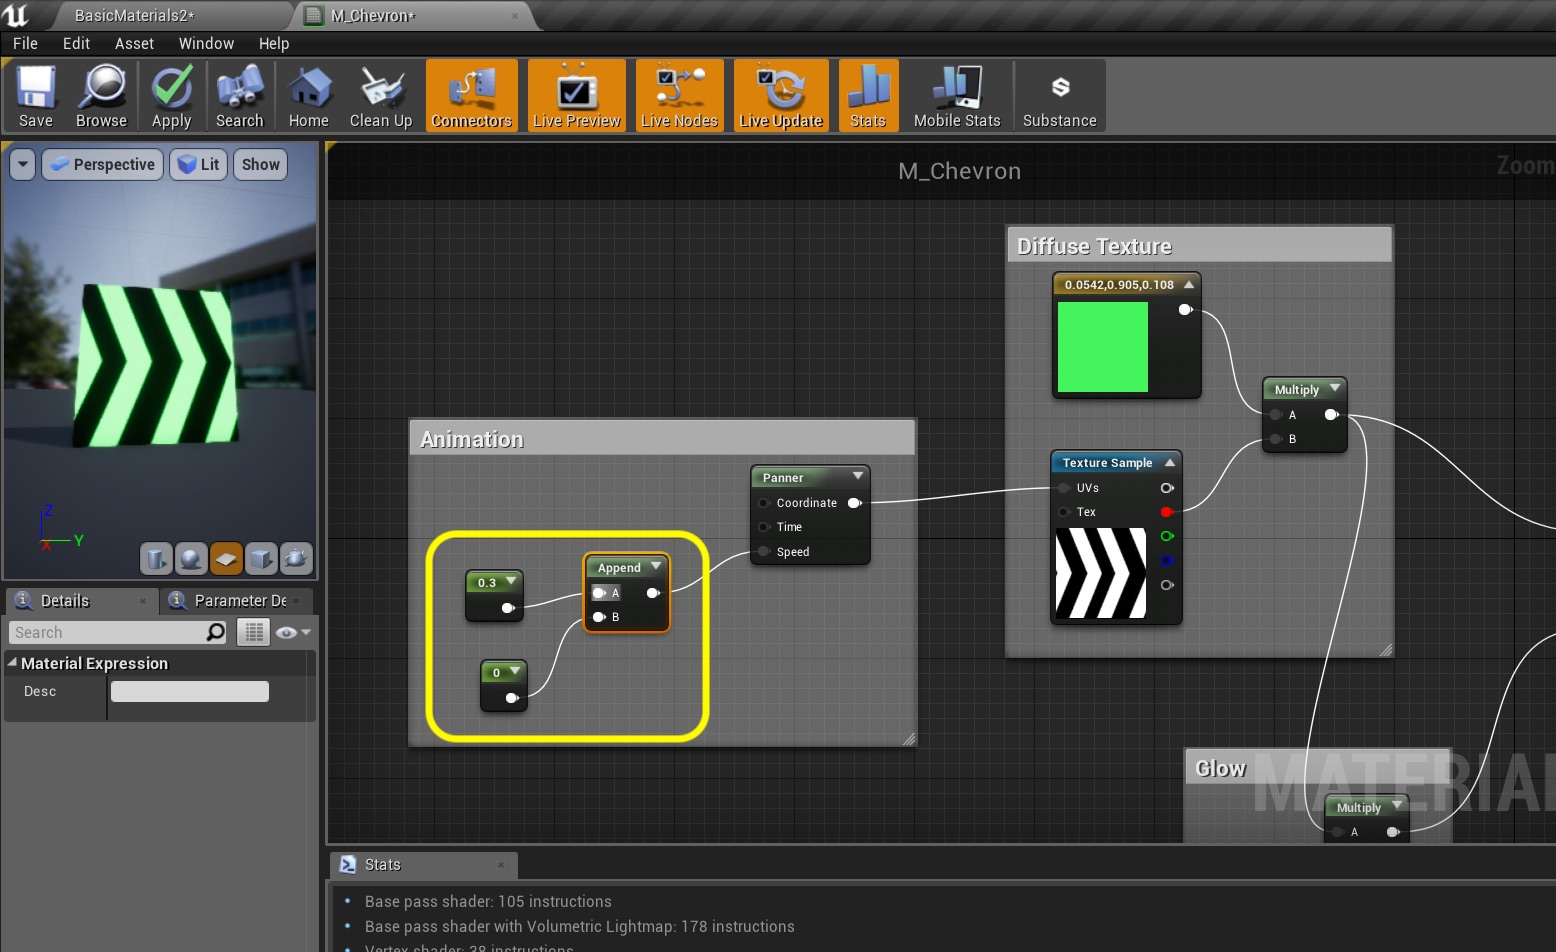 BasicMaterials2*
M_Chevron*
File Edit Asset Window Help
Save Browse Apply Search Home Clean Up Connectors Live Preview Live Nodes Live Update Stats Mobile Stats Substance
Perspective Lit Show
M_Chevron
Zoom
Diffuse Texture
0.0542,0.905,0.108
Multiply
A
B
Animation
Panner
Coordinate
Time
Speed
Texture Sample
UVs
Tex
0.3
Append
A
B
0
Z
Y
X
Details
Parameter De
Search
Material Expression
Desc
Glow
MATERIAL
Multiply
A
Stats
Base pass shader: 105 instructions
Base pass shader with Volumetric Lightmap: 178 instructions
Vertex shader: 38 instructions